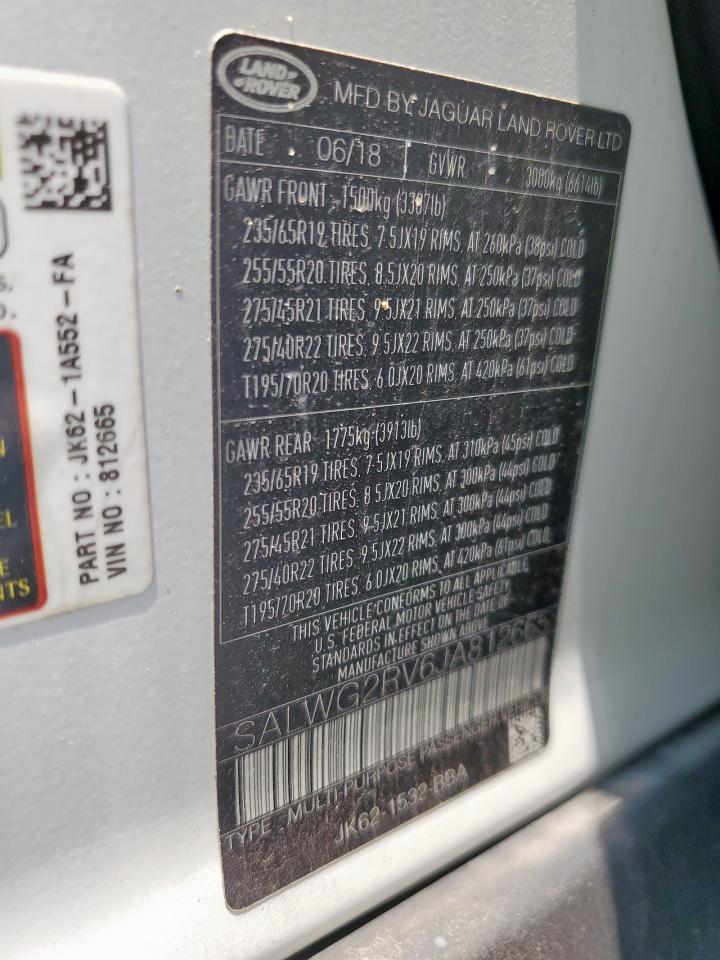 LAND ROVER
MFD BY JAGUAR LAND ROVER LTD
DATE 06/18 GVWR 3000kg (6614lb)
GAWR FRONT 1500kg (3307lb)
235/65R19 TIRES, 7.5JX19 RIMS, AT 260kPa (38psi) COLD
255/55R20 TIRES, 8.5JX20 RIMS, AT 250kPa (37psi) COLD
275/45R21 TIRES, 9.5JX21 RIMS, AT 250kPa (37psi) COLD
275/40R22 TIRES, 9.5JX22 RIMS, AT 250kPa (37psi) COLD
T195/70R20 TIRES, 6.0JX20 RIMS, AT 420kPa (61psi) COLD
GAWR REAR 1775kg (3913lb)
235/65R19 TIRES, 7.5JX19 RIMS, AT 310kPa (45psi) COLD
255/55R20 TIRES, 8.5JX20 RIMS, AT 300kPa (44psi) COLD
275/45R21 TIRES, 9.5JX21 RIMS, AT 300kPa (44psi) COLD
275/40R22 TIRES, 9.5JX22 RIMS, AT 300kPa (44psi) COLD
T195/70R20 TIRES, 6.0JX20 RIMS, AT 420kPa (61psi) COLD
THIS VEHICLE CONFORMS TO ALL APPLICABLE
U.S. FEDERAL MOTOR VEHICLE SAFETY
STANDARDS IN EFFECT ON THE DATE OF
MANUFACTURE SHOWN ABOVE
SALWG2RV6JA812665
TYPE - MULTI-PURPOSE PASSENGER
JK62-1532-BBA
PART NO : JK62-1A552-FA
VIN NO : 812665